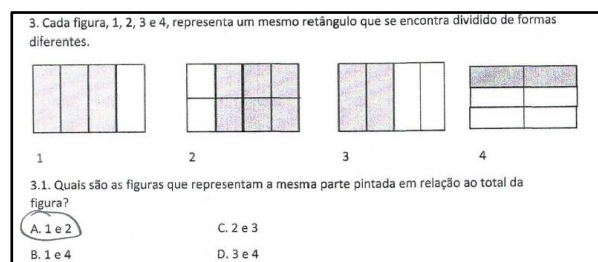 3. Cada figura, 1, 2, 3 e 4, representa um mesmo retângulo que se encontra dividido de formas
diferentes.
1 2 3 4
3.1. Quais são as figuras que representam a mesma parte pintada em relação ao total da
figura?
A. 1 e 2 C. 2 e 3
B. 1 e 4 D. 3 e 4